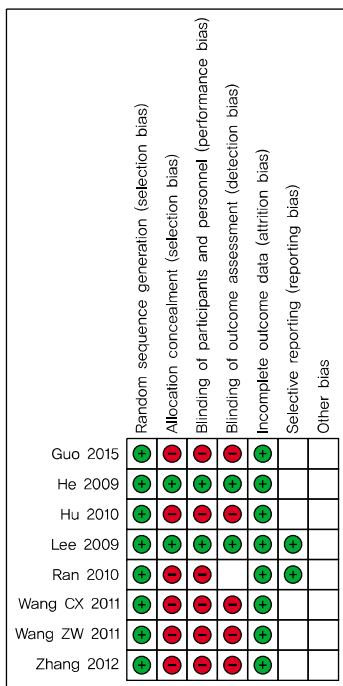 Random sequence generation (selection bias)
Allocation concealment (selection bias)
Blinding of participants and personnel (performance bias)
Blinding of outcome assessment (detection bias)
Incomplete outcome data (attrition bias)
Selective reporting (reporting bias)
Other bias
Guo 2015 + − − − +
He 2009 + + + + +
Hu 2010 + − − − +
Lee 2009 + + + + + +
Ran 2010 + − − + +
Wang CX 2011 + − − − +
Wang ZW 2011 + − − − +
Zhang 2012 + − − − +